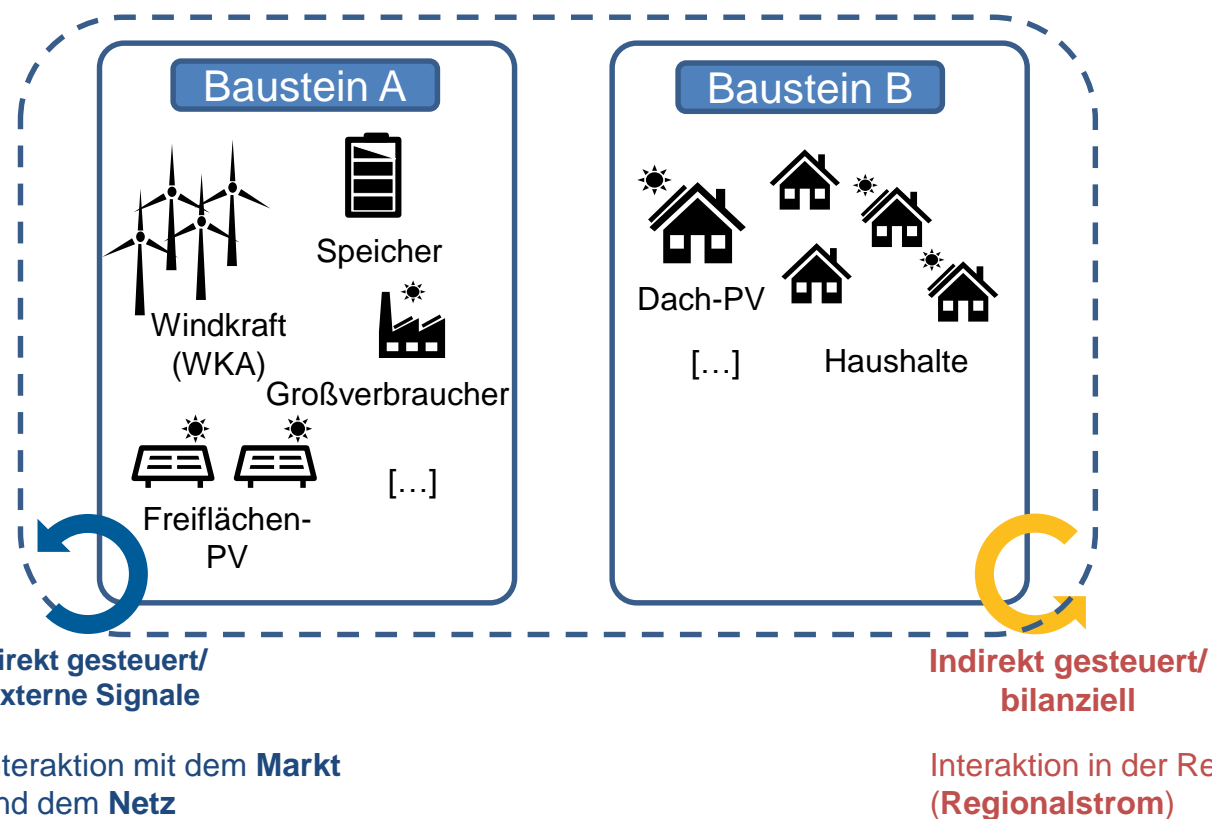 Baustein A
Speicher
Windkraft
(WKA)
Großverbraucher
[…]
Freiflächen-
PV
Baustein B
Dach-PV
[…]
Haushalte
irekt gesteuert/
xterne Signale
nteraktion mit dem Markt
nd dem Netz
Indirekt gesteuert/
bilanziell
Interaktion in der Re
(Regionalstrom)